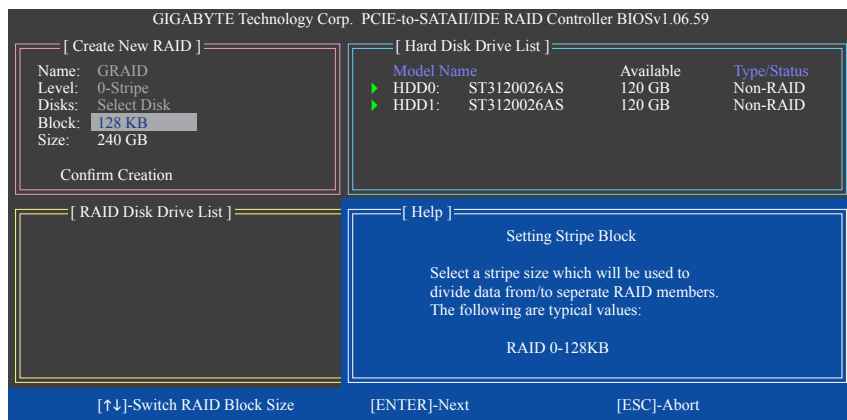 GIGABYTE Technology Corp. PCIE-to-SATAII/IDE RAID Controller BIOSv1.06.59
[ Create New RAID ]
Name: GRAID
Level: 0-Stripe
Disks: Select Disk
Block: 128 KB
Size: 240 GB
Confirm Creation
[ Hard Disk Drive List ]
Model Name Available Type/Status
HDD0: ST3120026AS 120 GB Non-RAID
HDD1: ST3120026AS 120 GB Non-RAID
[ RAID Disk Drive List ]
[ Help ]
Setting Stripe Block
Select a stripe size which will be used to
divide data from/to seperate RAID members.
The following are typical values:
RAID 0-128KB
[↑↓]-Switch RAID Block Size [ENTER]-Next [ESC]-Abort